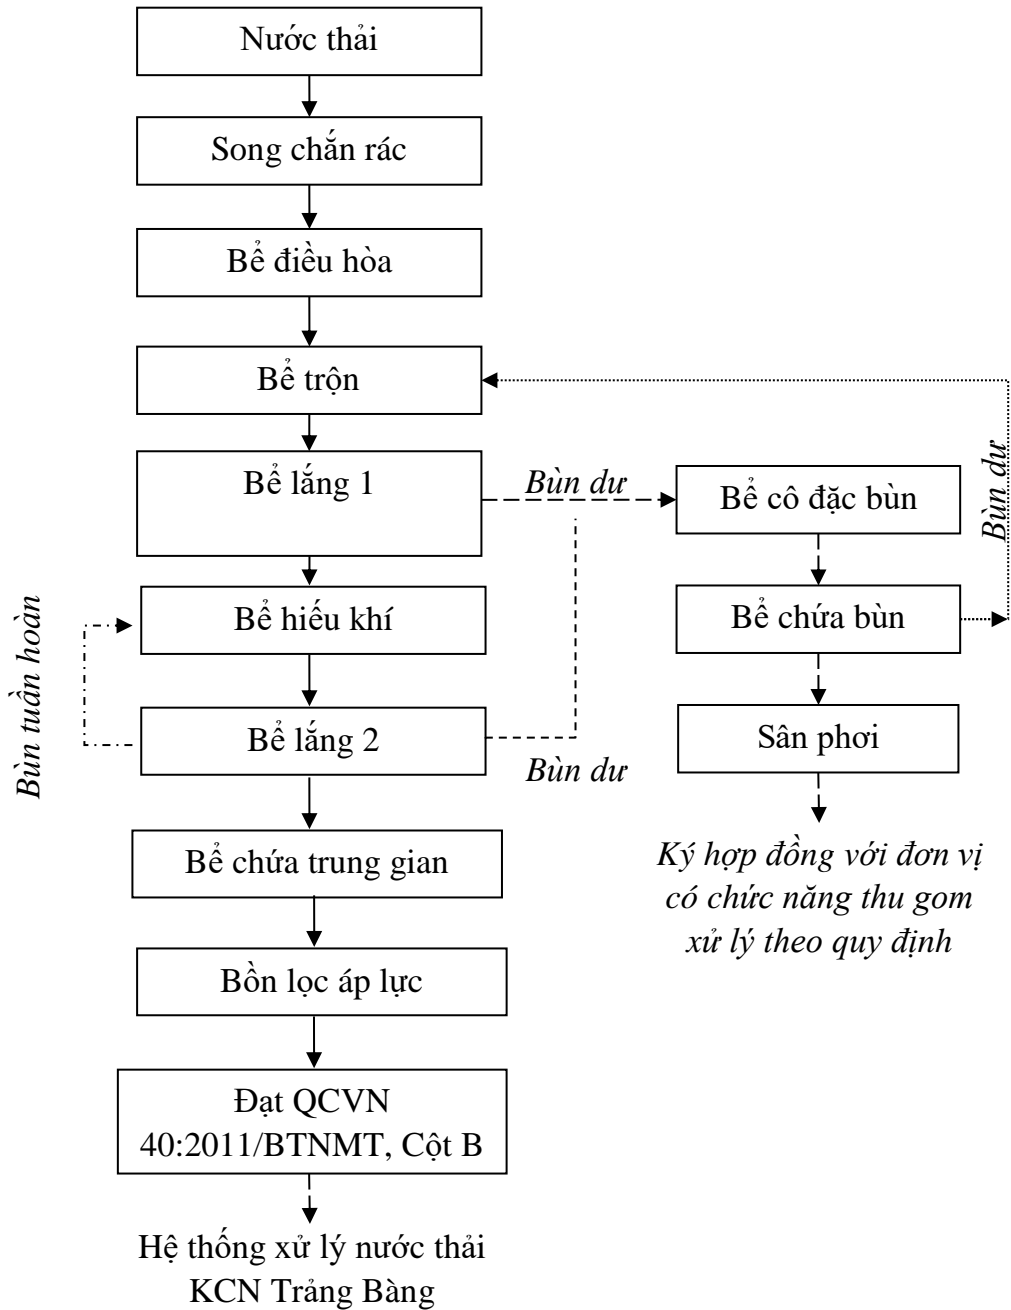 Nước thải
Song chắn rác
Bể điều hòa
Bể trộn
Bể lắng 1
Bùn dư
Bể cô đặc bùn
Bùn dư
Bể hiếu khí
Bể chứa bùn
Bùn tuần hoàn
Bể lắng 2
Bùn dư
Sân phơi
Bể chứa trung gian
Ký hợp đồng với đơn vị
có chức năng thu gom
xử lý theo quy định
Bồn lọc áp lực
Đạt QCVN
40:2011/BTNMT, Cột B
Hệ thống xử lý nước thải
KCN Trảng Bàng